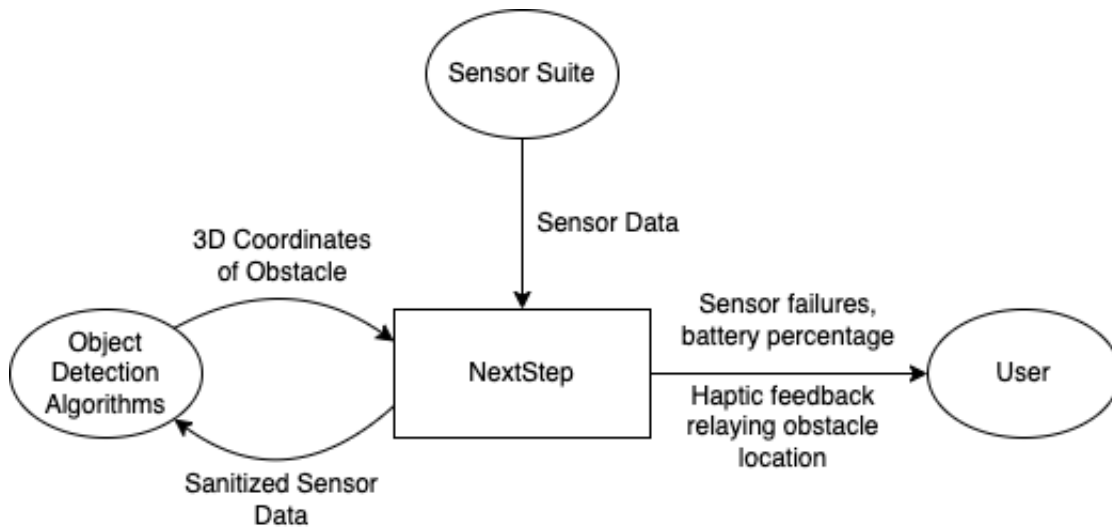 Sensor Suite
Sensor Data
3D Coordinates
of Obstacle
Sensor failures,
battery percentage
Object
Detection
Algorithms
NextStep
User
Haptic feedback
relaying obstacle
location
Sanitized Sensor
Data